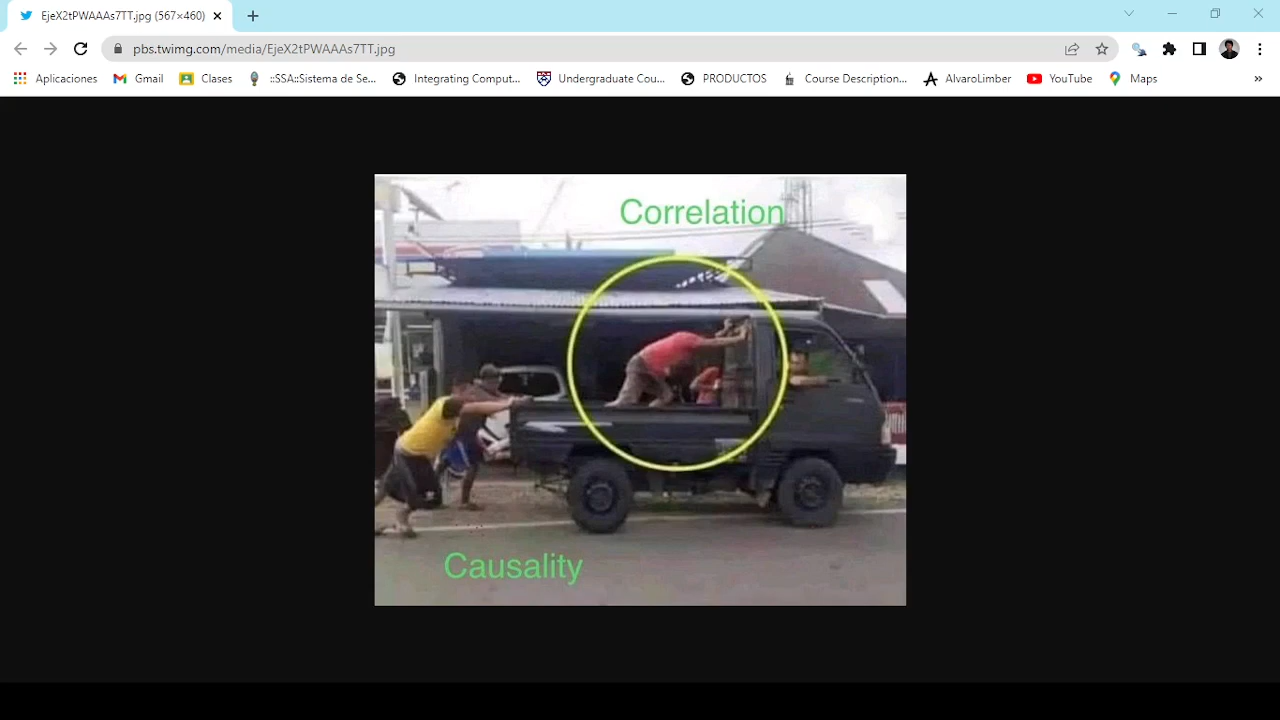 EjeX2tPWAAAs7TT.jpg (567×460)
pbs.twimg.com/media/EjeX2tPWAAAs7TT.jpg
Aplicaciones
Gmail
Clases
::SSA::Sistema de Se...
Integrating Comput...
Undergraduate Cou...
PRODUCTOS
Course Description...
AlvaroLimber
YouTube
Maps
»
Correlation
Causality